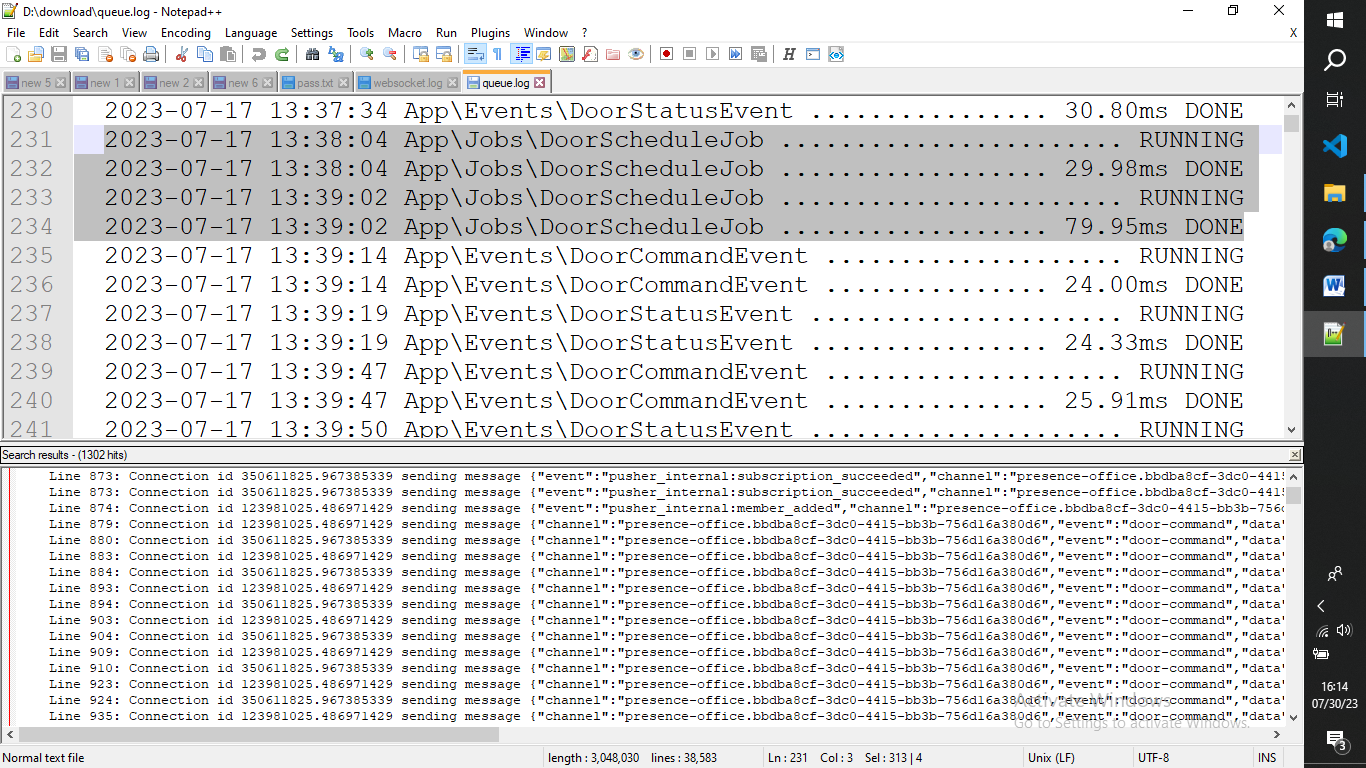 D:\download\queue.log - Notepad++
File Edit Search View Encoding Language Settings Tools Macro Run Plugins Window ? X
new 5 new 1 new 2 new 6 pass.txt websocket.log queue.log
230 2023-07-17 13:37:34 App\Events\DoorStatusEvent ................ 30.80ms DONE
231 2023-07-17 13:38:04 App\Jobs\DoorScheduleJob ....................... RUNNING
232 2023-07-17 13:38:04 App\Jobs\DoorScheduleJob .................. 29.98ms DONE
233 2023-07-17 13:39:02 App\Jobs\DoorScheduleJob ....................... RUNNING
234 2023-07-17 13:39:02 App\Jobs\DoorScheduleJob .................. 79.95ms DONE
235 2023-07-17 13:39:14 App\Events\DoorCommandEvent .................... RUNNING
236 2023-07-17 13:39:14 App\Events\DoorCommandEvent ............... 24.00ms DONE
237 2023-07-17 13:39:19 App\Events\DoorStatusEvent ..................... RUNNING
238 2023-07-17 13:39:19 App\Events\DoorStatusEvent ................ 24.33ms DONE
239 2023-07-17 13:39:47 App\Events\DoorCommandEvent .................... RUNNING
240 2023-07-17 13:39:47 App\Events\DoorCommandEvent ............... 25.91ms DONE
241 2023-07-17 13:39:50 App\Events\DoorStatusEvent ..................... RUNNING
Search results - (1302 hits)
Line 873: Connection id 350611825.967385339 sending message {"event":"pusher_internal:subscription_succeeded","channel":"presence-office.bbdba8cf-3dc0-4415
Line 873: Connection id 350611825.967385339 sending message {"event":"pusher_internal:subscription_succeeded","channel":"presence-office.bbdba8cf-3dc0-4415
Line 874: Connection id 123981025.486971429 sending message {"event":"pusher_internal:member_added","channel":"presence-office.bbdba8cf-3dc0-4415-bb3b-756d
Line 879: Connection id 123981025.486971429 sending message {"channel":"presence-office.bbdba8cf-3dc0-4415-bb3b-756d16a380d6","event":"door-command","data"
Line 880: Connection id 350611825.967385339 sending message {"channel":"presence-office.bbdba8cf-3dc0-4415-bb3b-756d16a380d6","event":"door-command","data"
Line 883: Connection id 123981025.486971429 sending message {"channel":"presence-office.bbdba8cf-3dc0-4415-bb3b-756d16a380d6","event":"door-command","data"
Line 884: Connection id 350611825.967385339 sending message {"channel":"presence-office.bbdba8cf-3dc0-4415-bb3b-756d16a380d6","event":"door-command","data"
Line 893: Connection id 123981025.486971429 sending message {"channel":"presence-office.bbdba8cf-3dc0-4415-bb3b-756d16a380d6","event":"door-command","data"
Line 894: Connection id 350611825.967385339 sending message {"channel":"presence-office.bbdba8cf-3dc0-4415-bb3b-756d16a380d6","event":"door-command","data"
Line 903: Connection id 123981025.486971429 sending message {"channel":"presence-office.bbdba8cf-3dc0-4415-bb3b-756d16a380d6","event":"door-command","data"
Line 904: Connection id 350611825.967385339 sending message {"channel":"presence-office.bbdba8cf-3dc0-4415-bb3b-756d16a380d6","event":"door-command","data"
Line 909: Connection id 123981025.486971429 sending message {"channel":"presence-office.bbdba8cf-3dc0-4415-bb3b-756d16a380d6","event":"door-command","data"
Line 910: Connection id 350611825.967385339 sending message {"channel":"presence-office.bbdba8cf-3dc0-4415-bb3b-756d16a380d6","event":"door-command","data"
Line 923: Connection id 123981025.486971429 sending message {"channel":"presence-office.bbdba8cf-3dc0-4415-bb3b-756d16a380d6","event":"door-command","data"
Line 924: Connection id 350611825.967385339 sending message {"channel":"presence-office.bbdba8cf-3dc0-4415-bb3b-756d16a380d6","event":"door-command","data"
Line 935: Connection id 123981025.486971429 sending message {"channel":"presence-office.bbdba8cf-3dc0-4415-bb3b-756d16a380d6","event":"door-command","data"
Activate Windows
Go to Settings to activate Windows.
Normal text file length : 3,048,030 lines : 38,583 Ln : 231 Col : 3 Sel : 313 | 4 Unix (LF) UTF-8 INS
16:14
07/30/23
3